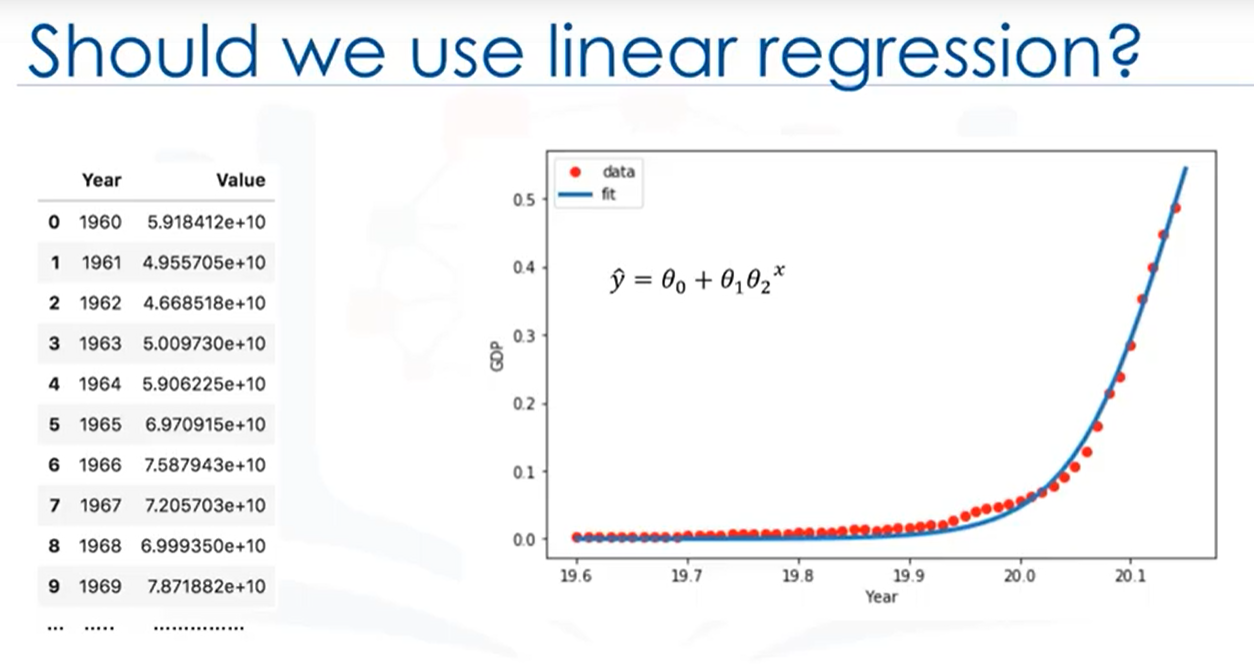 Should we use linear regression?
Year Value
0 1960 5.918412e+10
1 1961 4.955705e+10
2 1962 4.668518e+10
3 1963 5.009730e+10
4 1964 5.906225e+10
5 1965 6.970915e+10
6 1966 7.587943e+10
7 1967 7.205703e+10
8 1968 6.999350e+10
9 1969 7.871882e+10
... ..... ...............
data
fit
ŷ = θ₀ + θ₁θ₂ˣ
GDP
0.5
0.4
0.3
0.2
0.1
0.0
19.6 19.7 19.8 19.9 20.0 20.1
Year